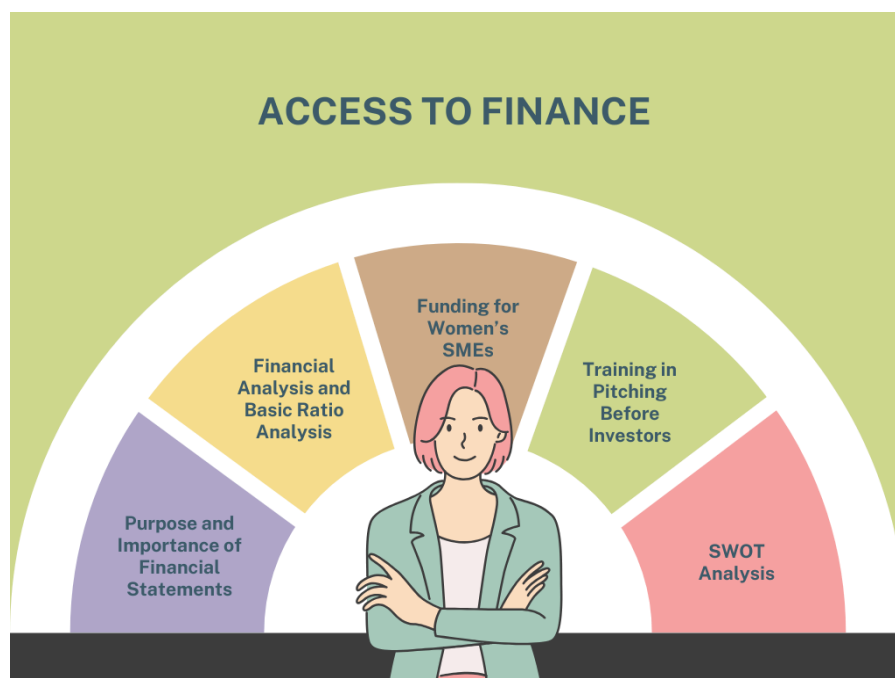 ACCESS TO FINANCE
Purpose and
Importance of
Financial
Statements
Financial
Analysis and
Basic Ratio
Analysis
Funding for
Women’s
SMEs
Training in
Pitching
Before
Investors
SWOT
Analysis